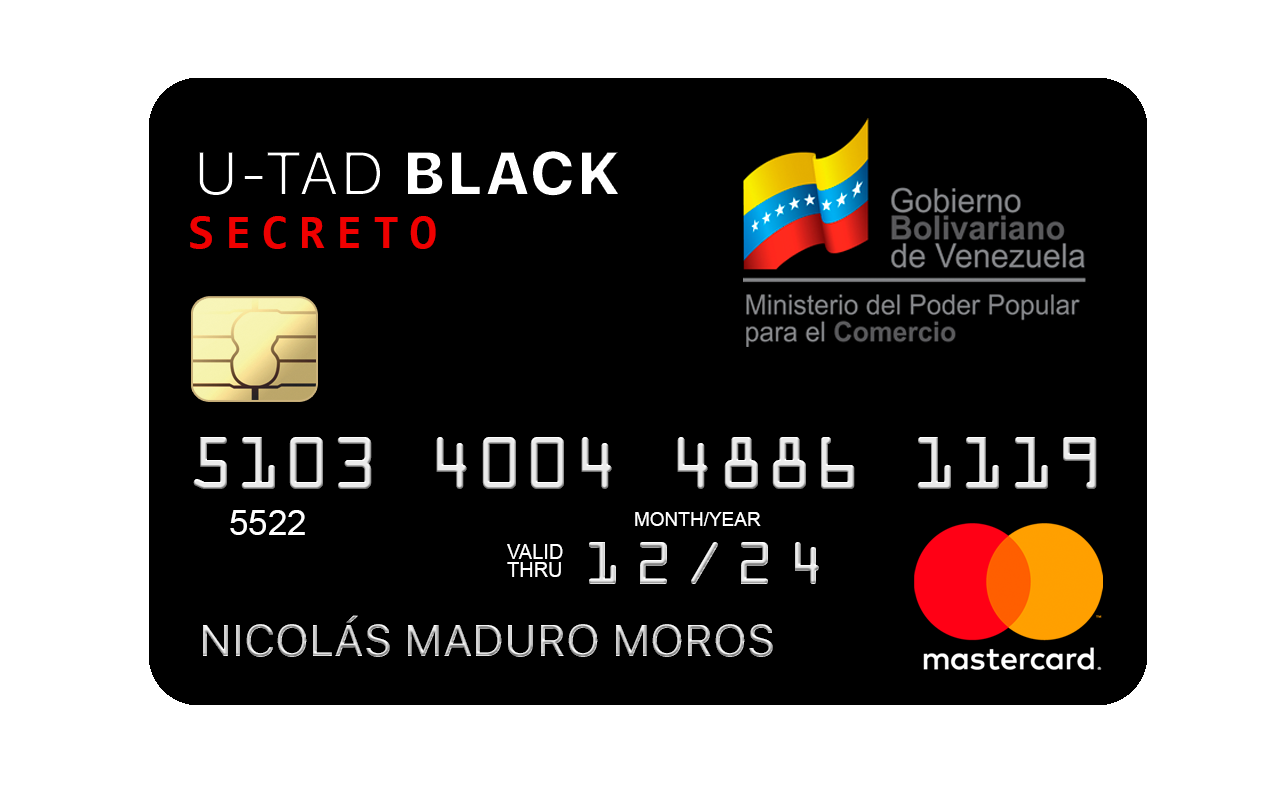 U-TAD BLACK
SECRETO
Gobierno
Bolivariano
de Venezuela
Ministerio del Poder Popular
para el Comercio
5103 4004 4886 1119
5522
MONTH/YEAR
VALID
THRU
12/24
NICOLÁS MADURO MOROS
mastercard.